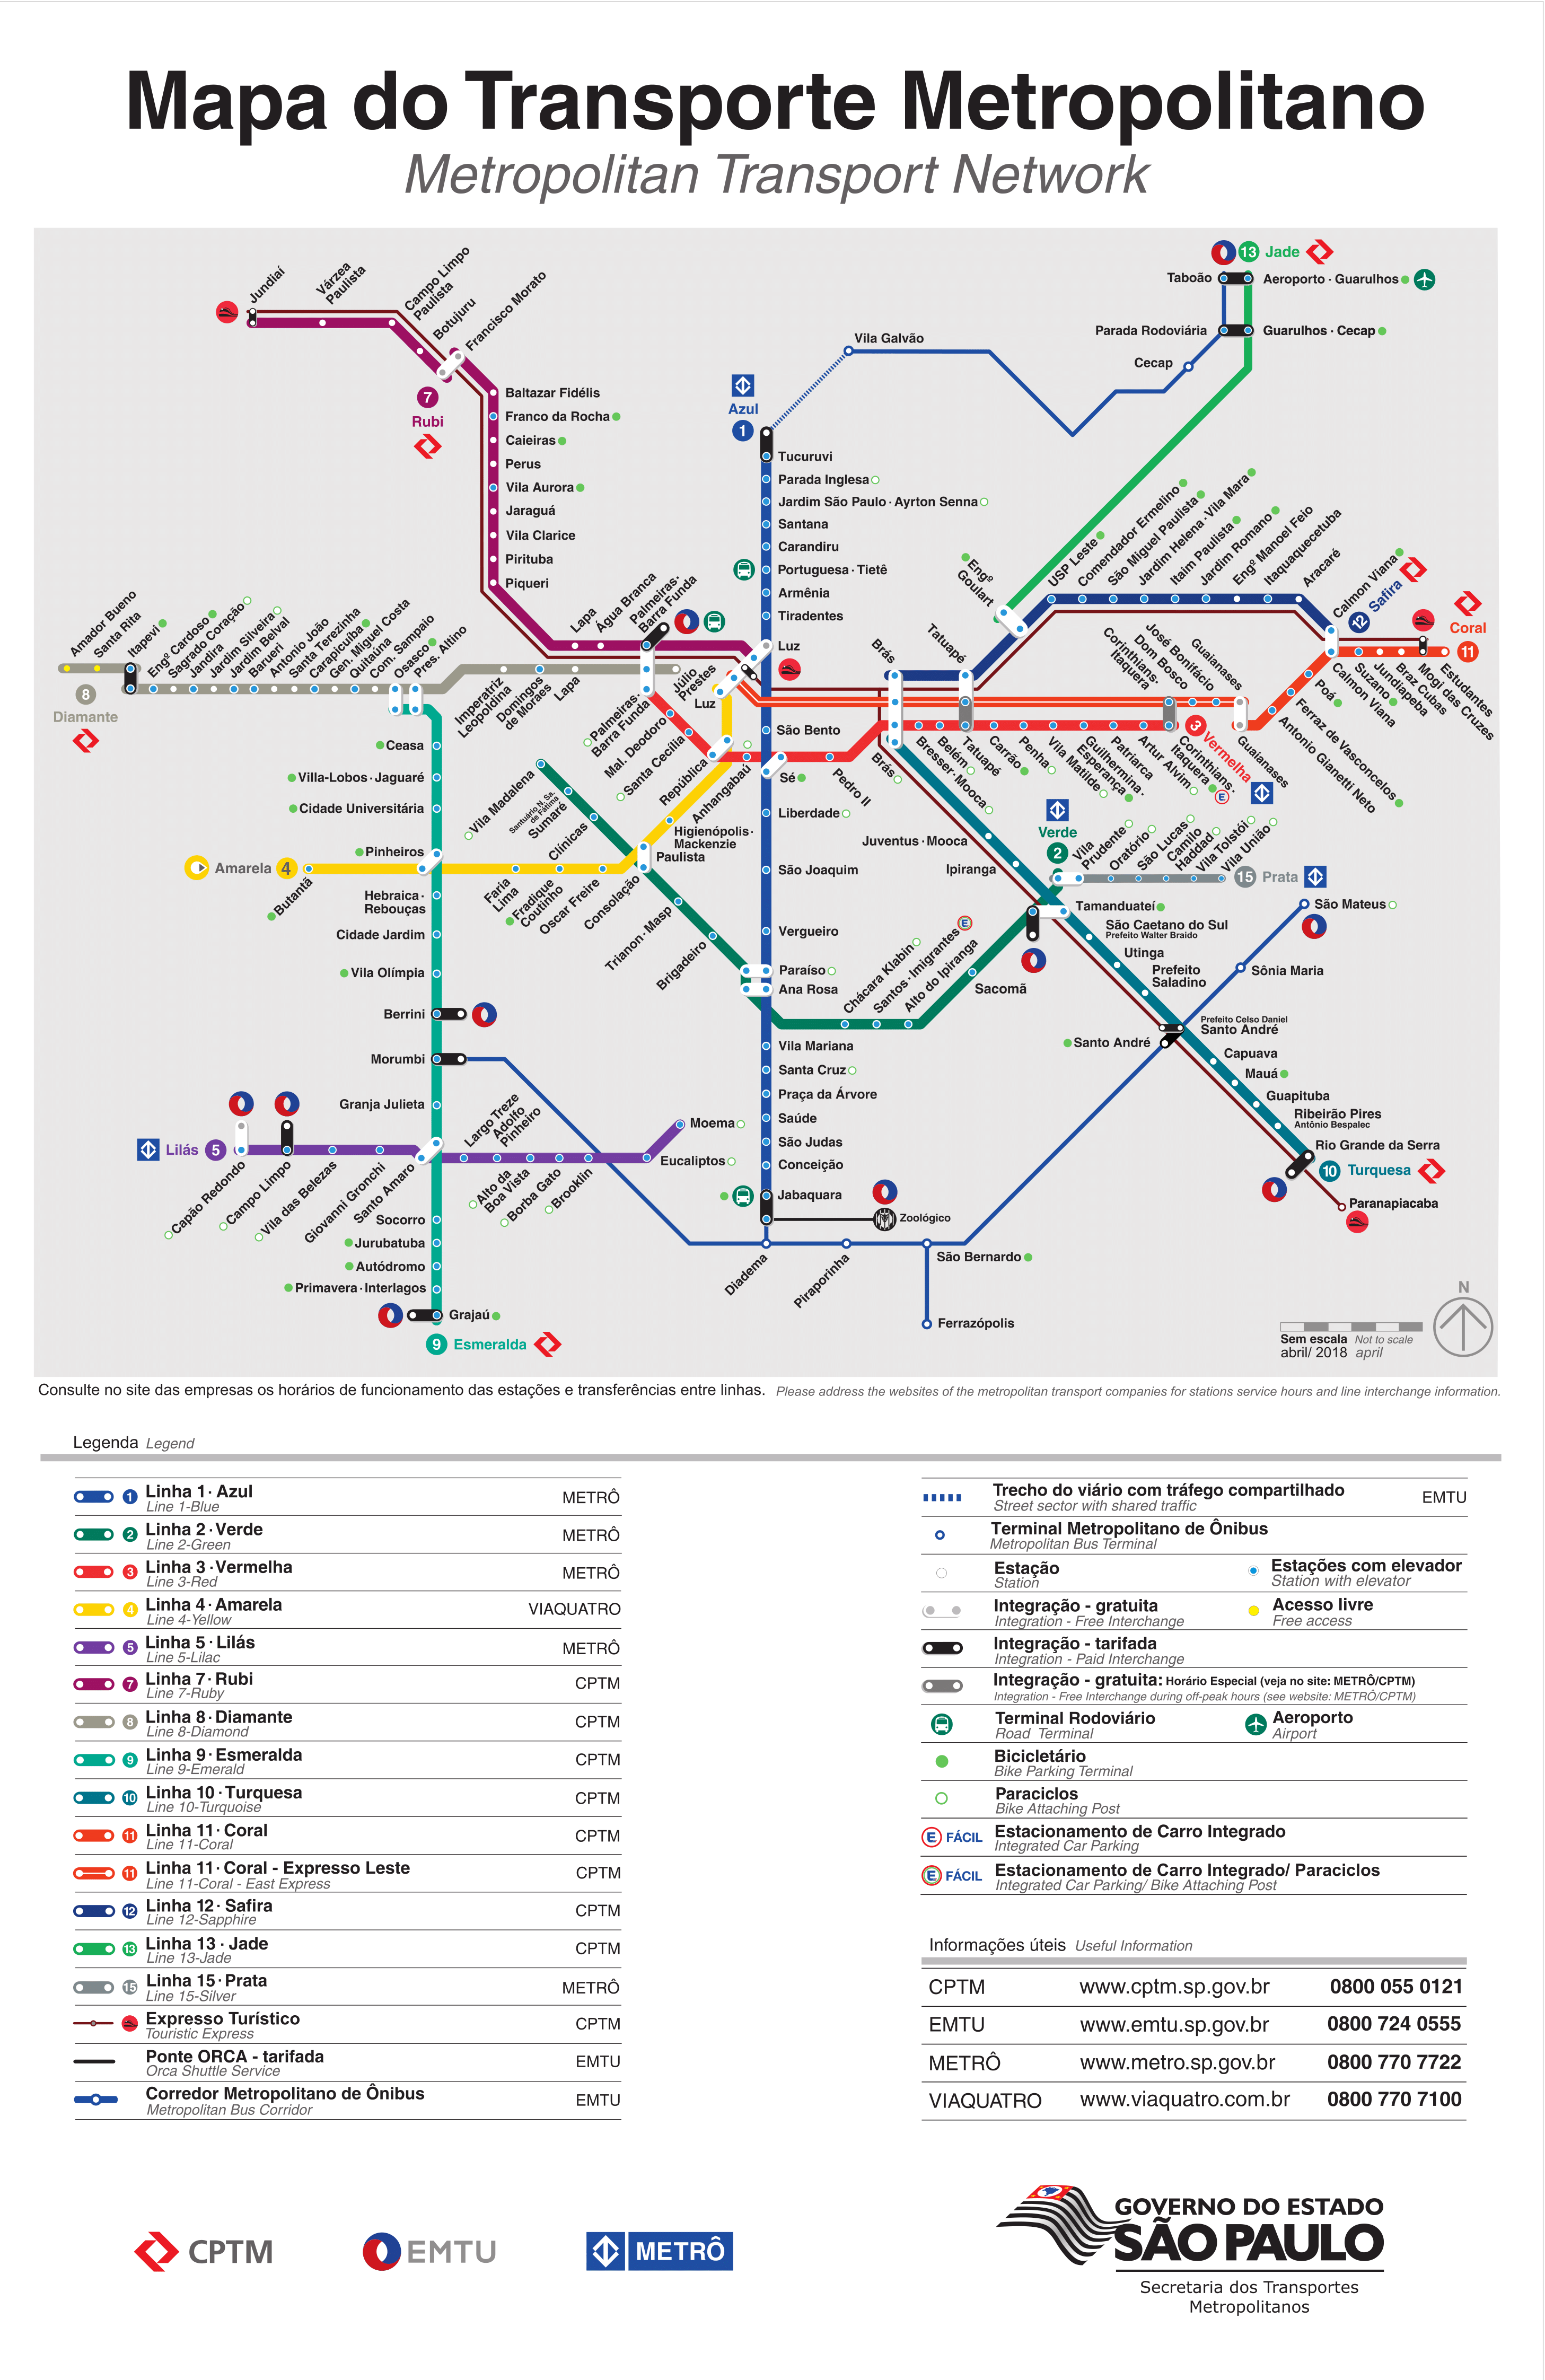 Mapa do Transporte Metropolitano
Metropolitan Transport Network
13 Jade
Taboão
Aeroporto · Guarulhos
Parada Rodoviária
Guarulhos · Cecap
Cecap
Vila Galvão
Jundiaí
Várzea
Paulista
Campo Limpo
Paulista
Botujuru
Francisco Morato
7
Rubi
Baltazar Fidélis
Franco da Rocha
Caieiras
Perus
Vila Aurora
Jaraguá
Vila Clarice
Pirituba
Piqueri
Lapa
Água Branca
Palmeiras·
Barra Funda
Azul
1
Tucuruvi
Parada Inglesa
Jardim São Paulo · Ayrton Senna
Santana
Carandiru
Portuguesa · Tietê
Armênia
Tiradentes
Luz
São Bento
Sé
Liberdade
São Joaquim
Vergueiro
Paraíso
Ana Rosa
Vila Mariana
Santa Cruz
Praça da Árvore
Saúde
São Judas
Conceição
Jabaquara
Zoológico
Amador Bueno
Santa Rita
Itapevi
Engº Cardoso
Sagrado Coração
Jandira
Jardim Silveira
Jardim Belval
Barueri
Antonio João
Santa Terezinha
Carapicuíba
Gen. Miguel Costa
Quitaúna
Com. Sampaio
Osasco
Pres. Altino
8
Diamante
Imperatriz
Leopoldina
Domingos
de Moraes
Lapa
Júlio
Prestes
Luz
Palmeiras·
Barra Funda
Mal. Deodoro
Santa Cecília
República
Anhangabaú
Pedro II
Brás
Brás
Tatuapé
Bresser · Mooca
Belém
Tatuapé
Carrão
Penha
Vila Matilde
Guilhermina·
Esperança
Patriarca
Artur Alvim
Corinthians·
Itaquera
E
3 Vermelha
Engº
Goulart
USP Leste
Comendador Ermelino
São Miguel Paulista
Jardim Helena · Vila Mara
Itaim Paulista
Jardim Romano
Engº Manoel Feio
Itaquaquecetuba
Aracaré
Calmon Viana
12 Safira
Coral
11
Corinthians·
Itaquera
Dom Bosco
José Bonifácio
Guaianases
Guaianases
Antonio Gianetti Neto
Ferraz de Vasconcelos
Poá
Calmon Viana
Suzano
Jundiapeba
Braz Cubas
Mogi das Cruzes
Estudantes
Ceasa
Villa-Lobos · Jaguaré
Cidade Universitária
Pinheiros
Hebraica ·
Rebouças
Cidade Jardim
Vila Olímpia
Berrini
Morumbi
Granja Julieta
Santo Amaro
Socorro
Jurubatuba
Autódromo
Primavera · Interlagos
Grajaú
9 Esmeralda
Amarela 4
Butantã
Faria
Lima
Fradique
Coutinho
Oscar Freire
Paulista
Higienópolis·
Mackenzie
Vila Madalena
Santuário N. Sa.
de Fátima
Sumaré
Clínicas
Consolação
Trianon · Masp
Brigadeiro
Chácara Klabin
Santos · Imigrantes
E
Alto do Ipiranga
Sacomã
Verde
2
Vila
Prudente
Oratório
São Lucas
Camilo
Haddad
Vila Tolstói
Vila União
15 Prata
Juventus · Mooca
Ipiranga
Tamanduateí
São Caetano do Sul
Prefeito Walter Braido
Utinga
Prefeito
Saladino
Prefeito Celso Daniel
Santo André
Santo André
Capuava
Mauá
Guapituba
Ribeirão Pires
Antônio Bespalec
Rio Grande da Serra
10 Turquesa
Paranapiacaba
São Mateus
Sônia Maria
Lilás 5
Capão Redondo
Campo Limpo
Vila das Belezas
Giovanni Gronchi
Largo Treze
Adolfo
Pinheiro
Alto da
Boa Vista
Borba Gato
Brooklin
Eucaliptos
Moema
Diadema
Piraporinha
São Bernardo
Ferrazópolis
N
Sem escala Not to scale
abril/ 2018 april
Consulte no site das empresas os horários de funcionamento das estações e transferências entre linhas. Please address the websites of the metropolitan transport companies for stations service hours and line interchange information.
Legenda Legend
1 Linha 1 · Azul METRÔ
Line 1-Blue
2 Linha 2 · Verde METRÔ
Line 2-Green
3 Linha 3 · Vermelha METRÔ
Line 3-Red
4 Linha 4 · Amarela VIAQUATRO
Line 4-Yellow
5 Linha 5 · Lilás METRÔ
Line 5-Lilac
7 Linha 7 · Rubi CPTM
Line 7-Ruby
8 Linha 8 · Diamante CPTM
Line 8-Diamond
9 Linha 9 · Esmeralda CPTM
Line 9-Emerald
10 Linha 10 · Turquesa CPTM
Line 10-Turquoise
11 Linha 11 · Coral CPTM
Line 11-Coral
11 Linha 11 · Coral - Expresso Leste CPTM
Line 11-Coral - East Express
12 Linha 12 · Safira CPTM
Line 12-Sapphire
13 Linha 13 · Jade CPTM
Line 13-Jade
15 Linha 15 · Prata METRÔ
Line 15-Silver
Expresso Turístico CPTM
Touristic Express
Ponte ORCA - tarifada EMTU
Orca Shuttle Service
Corredor Metropolitano de Ônibus EMTU
Metropolitan Bus Corridor
Trecho do viário com tráfego compartilhado EMTU
Street sector with shared traffic
Terminal Metropolitano de Ônibus
Metropolitan Bus Terminal
Estação Estações com elevador
Station Station with elevator
Integração - gratuita Acesso livre
Integration - Free Interchange Free access
Integração - tarifada
Integration - Paid Interchange
Integração - gratuita: Horário Especial (veja no site: METRÔ/CPTM)
Integration - Free Interchange during off-peak hours (see website: METRÔ/CPTM)
Terminal Rodoviário Aeroporto
Road Terminal Airport
Bicicletário
Bike Parking Terminal
Paraciclos
Bike Attaching Post
E FÁCIL Estacionamento de Carro Integrado
Integrated Car Parking
E FÁCIL Estacionamento de Carro Integrado/ Paraciclos
Integrated Car Parking/ Bike Attaching Post
Informações úteis Useful Information
CPTM www.cptm.sp.gov.br 0800 055 0121
EMTU www.emtu.sp.gov.br 0800 724 0555
METRÔ www.metro.sp.gov.br 0800 770 7722
VIAQUATRO www.viaquatro.com.br 0800 770 7100
CPTM
EMTU
METRÔ
GOVERNO DO ESTADO
SÃO PAULO
Secretaria dos Transportes
Metropolitanos